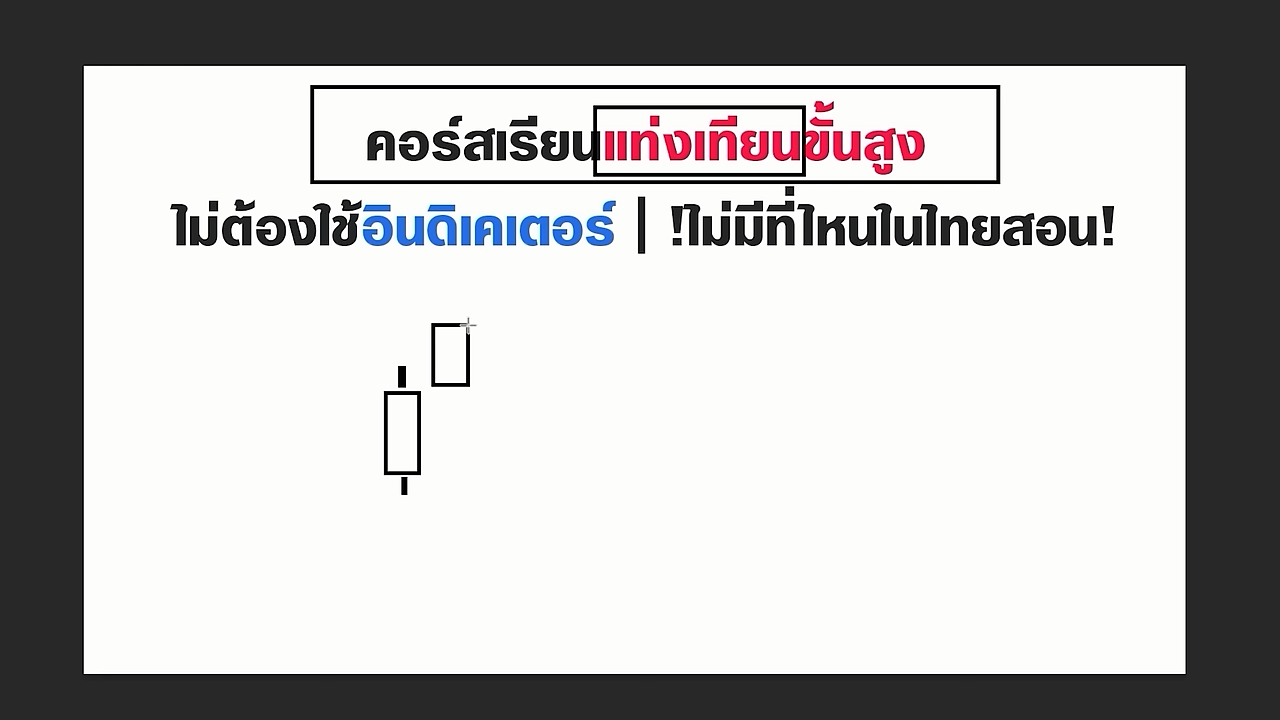 คอร์สเรียนแท่งเทียนขั้นสูง
ไม่ต้องใช้อินดิเคเตอร์ | !ไม่มีที่ไหนในไทยสอน!